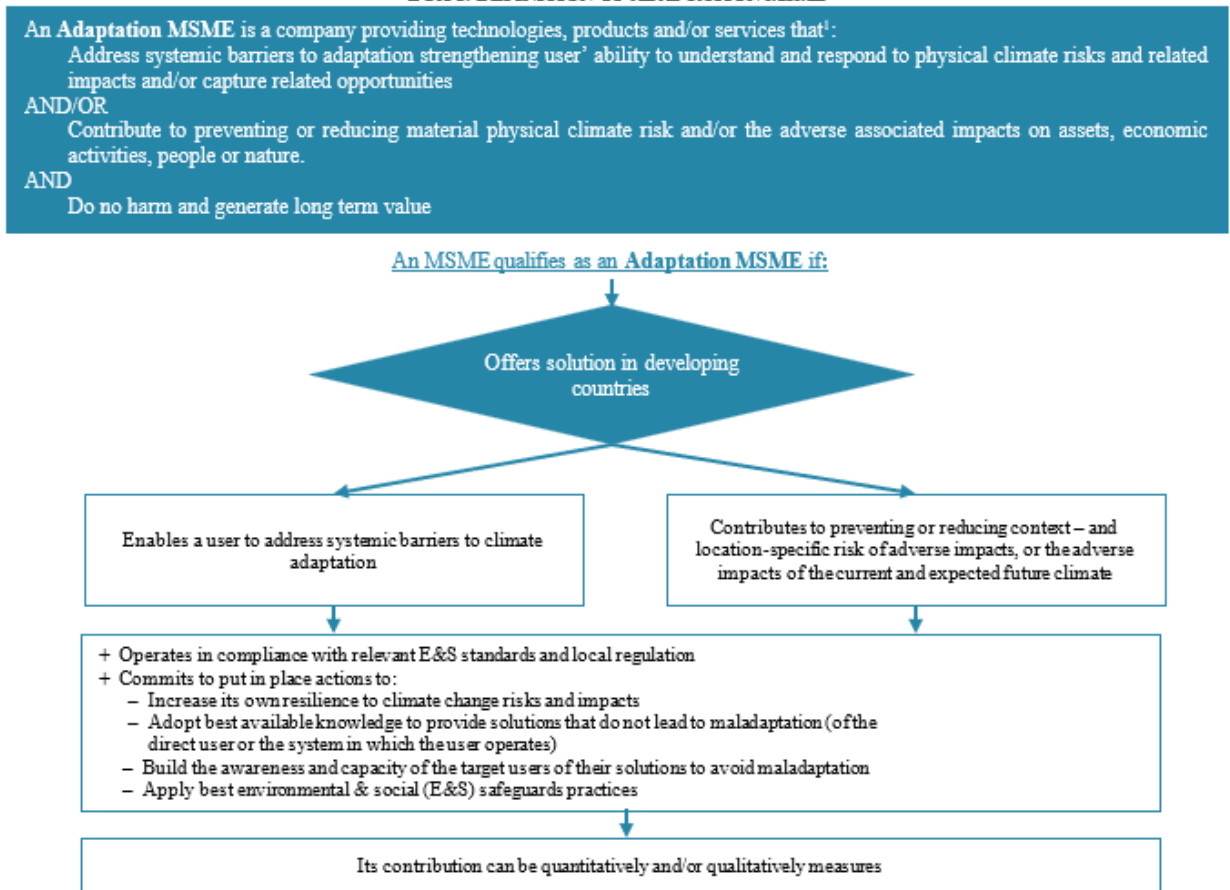 An Adaptation MSME is a company providing technologies, products and/or services that¹:
Address systemic barriers to adaptation strengthening user' ability to understand and respond to physical climate risks and related
impacts and/or capture related opportunities
AND/OR
Contribute to preventing or reducing material physical climate risk and/or the adverse associated impacts on assets, economic
activities, people or nature.
AND
Do no harm and generate long term value
An MSME qualifies as an Adaptation MSME if:
Offers solution in developing
countries
Enables a user to address systemic barriers to climate
adaptation
Contributes to preventing or reducing context – and
location-specific risk of adverse impacts, or the adverse
impacts of the current and expected future climate
+ Operates in compliance with relevant E&S standards and local regulation
+ Commits to put in place actions to:
– Increase its own resilience to climate change risks and impacts
– Adopt best available knowledge to provide solutions that do not lead to maladaptation (of the
direct user or the system in which the user operates)
– Build the awareness and capacity of the target users of their solutions to avoid maladaptation
– Apply best environmental & social (E&S) safeguards practices
Its contribution can be quantitatively and/or qualitatively measures